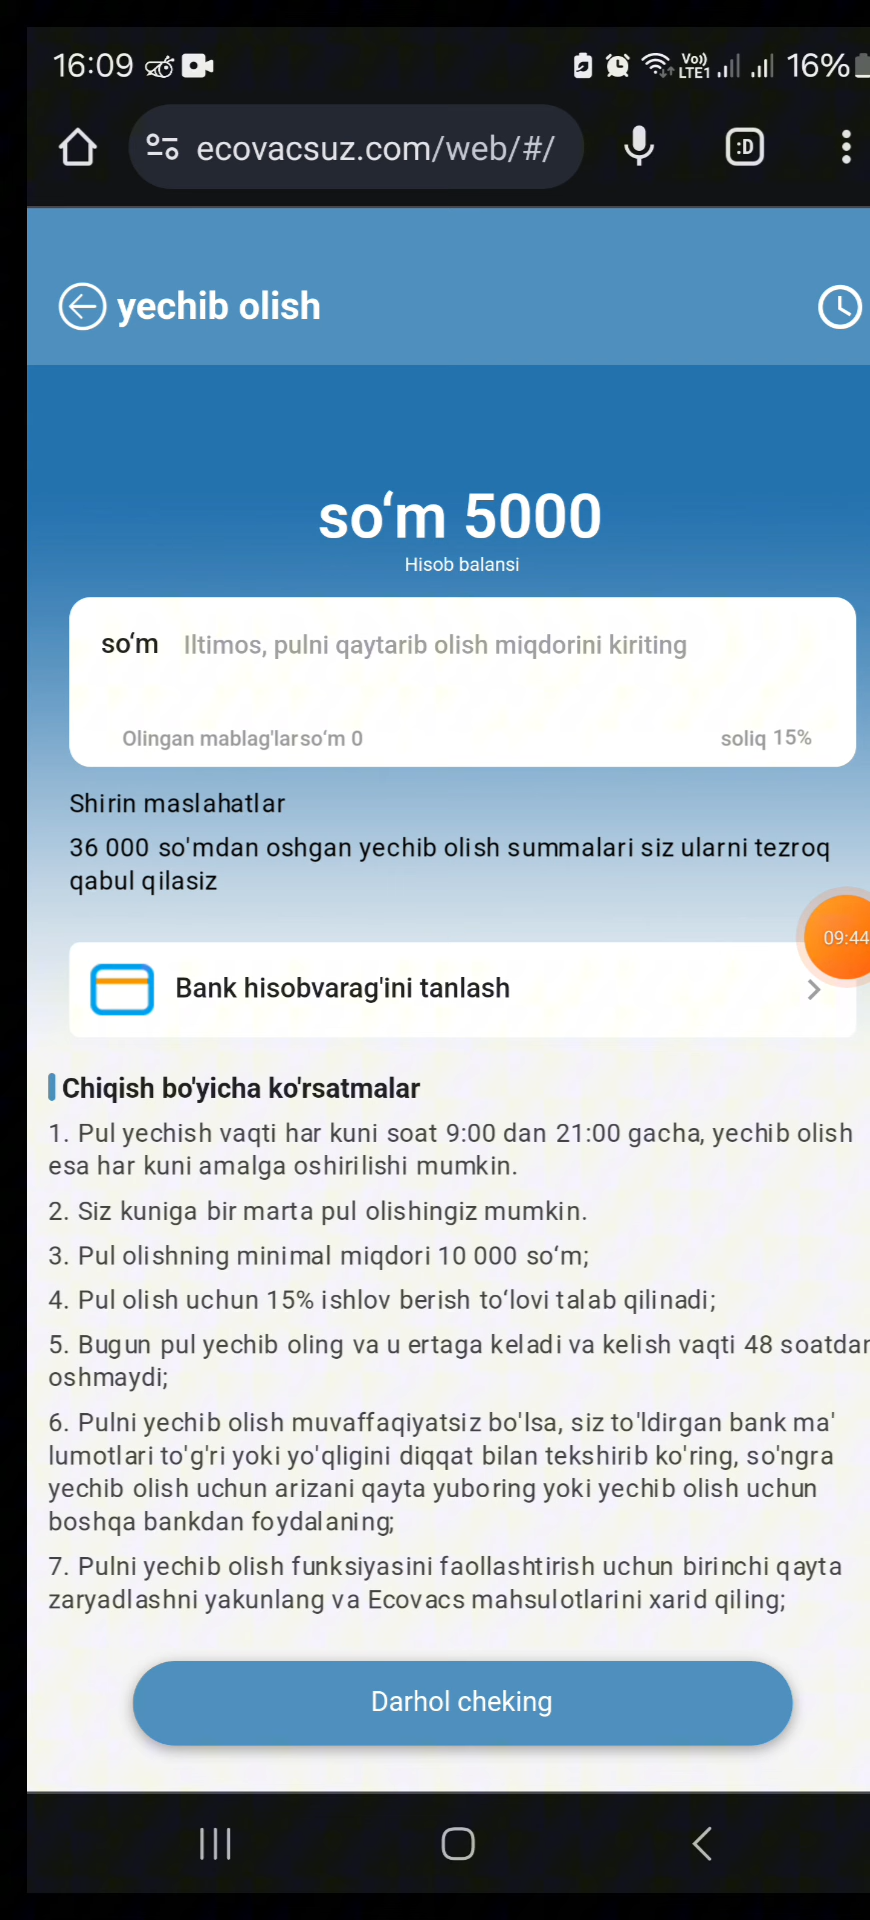 16:09
Vo))
LTE1
16%
ecovacsuz.com/web/#/
:D
yechib olish
so‘m 5000
Hisob balansi
so‘m Iltimos, pulni qaytarib olish miqdorini kiriting
Olingan mablag'larso‘m 0 soliq 15%
Shirin maslahatlar
36 000 so'mdan oshgan yechib olish summalari siz ularni tezroq
qabul qilasiz
09:44
Bank hisobvarag'ini tanlash
Chiqish bo'yicha ko'rsatmalar
1. Pul yechish vaqti har kuni soat 9:00 dan 21:00 gacha, yechib olish
esa har kuni amalga oshirilishi mumkin.
2. Siz kuniga bir marta pul olishingiz mumkin.
3. Pul olishning minimal miqdori 10 000 so‘m;
4. Pul olish uchun 15% ishlov berish to‘lovi talab qilinadi;
5. Bugun pul yechib oling va u ertaga keladi va kelish vaqti 48 soatdan
oshmaydi;
6. Pulni yechib olish muvaffaqiyatsiz bo'lsa, siz to'ldirgan bank ma'
lumotlari to'g'ri yoki yo'qligini diqqat bilan tekshirib ko'ring, so'ngra
yechib olish uchun arizani qayta yuboring yoki yechib olish uchun
boshqa bankdan foydalaning;
7. Pulni yechib olish funksiyasini faollashtirish uchun birinchi qayta
zaryadlashni yakunlang va Ecovacs mahsulotlarini xarid qiling;
Darhol cheking